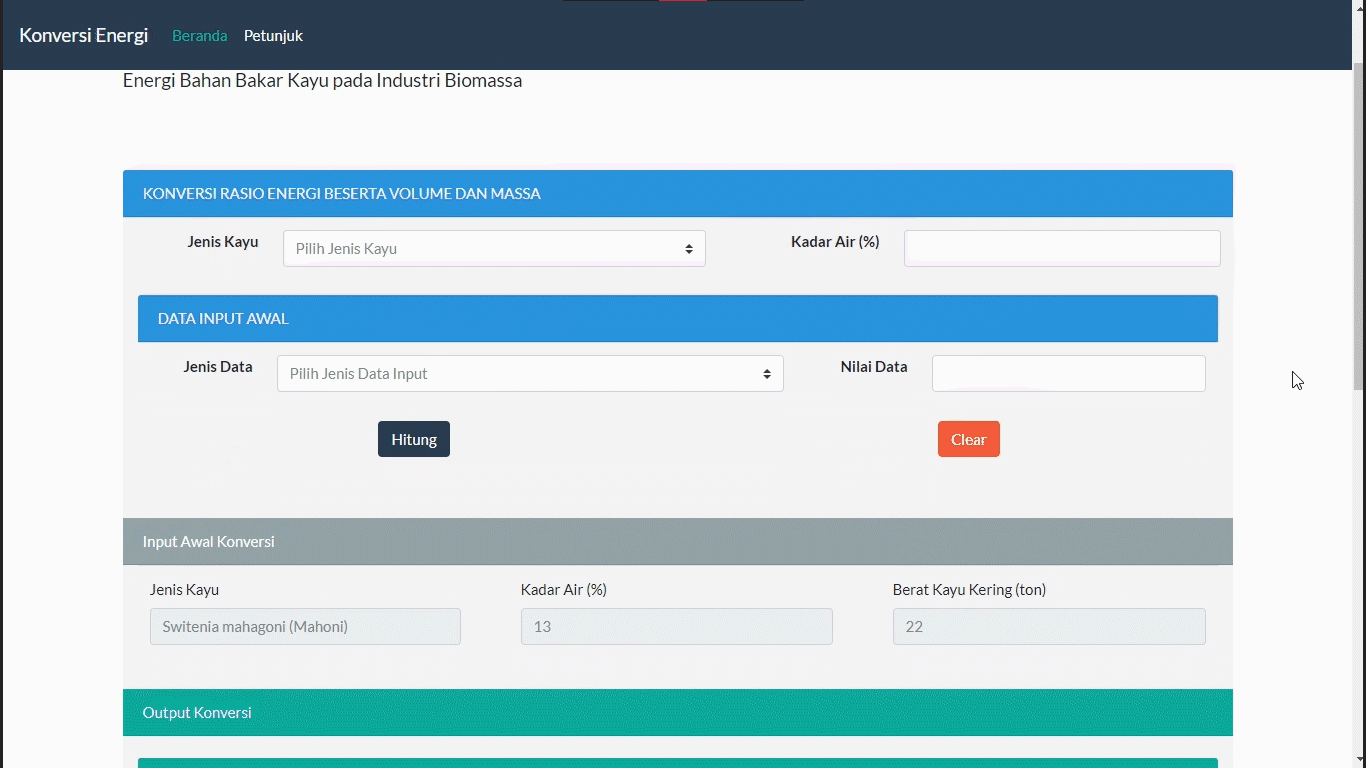 Konversi Energi Beranda Petunjuk
Energi Bahan Bakar Kayu pada Industri Biomassa
KONVERSI RASIO ENERGI BESERTA VOLUME DAN MASSA
Jenis Kayu Pilih Jenis Kayu Kadar Air (%)
DATA INPUT AWAL
Jenis Data Pilih Jenis Data Input Nilai Data
Hitung Clear
Input Awal Konversi
Jenis Kayu Kadar Air (%) Berat Kayu Kering (ton)
Switenia mahagoni (Mahoni) 13 22
Output Konversi